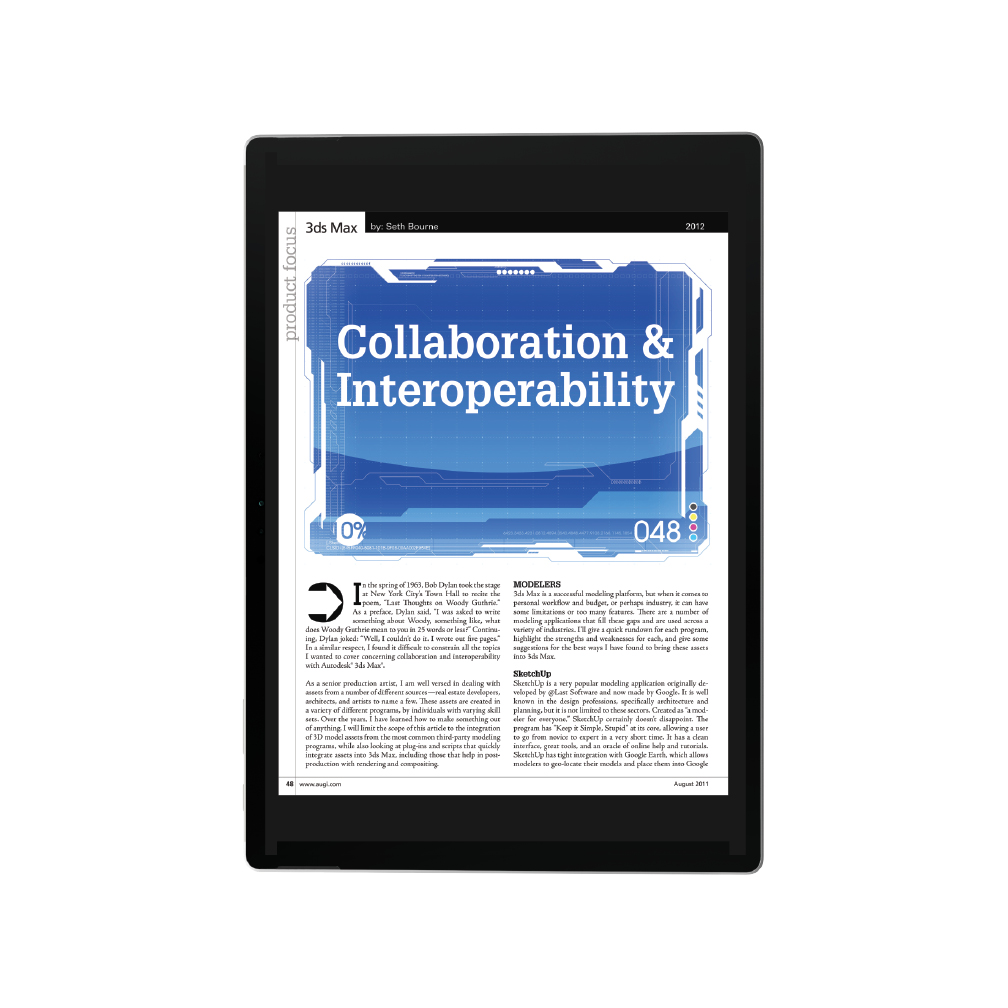 3ds Max by: Seth Bourne 2012
product focus
Collaboration &
Interoperability
0%
048
In the spring of 1963, Bob Dylan took the stage
at New York City's Town Hall to recite the
poem, "Last Thoughts on Woody Guthrie."
As a preface, Dylan said, "I was asked to write
something about Woody, something like, what
does Woody Guthrie mean to you in 25 words or less?" Continu-
ing, Dylan joked: "Well, I couldn't do it. I wrote out five pages."
In a similar respect, I found it difficult to constrain all the topics
I wanted to cover concerning collaboration and interoperability
with Autodesk® 3ds Max®.
As a senior production artist, I am well versed in dealing with
assets from a number of different sources—real estate developers,
architects, and artists to name a few. These assets are created in
a variety of different programs, by individuals with varying skill
sets. Over the years, I have learned how to make something out
of anything. I will limit the scope of this article to the integration
of 3D model assets from the most common third-party modeling
programs, while also looking at plug-ins and scripts that quickly
integrate assets into 3ds Max, including those that help in post-
production with rendering and compositing.
MODELERS
3ds Max is a successful modeling platform, but when it comes to
personal workflow and budget, or perhaps industry, it can have
some limitations or too many features. There are a number of
modeling applications that fill these gaps and are used across a
variety of industries. I'll give a quick rundown for each program,
highlight the strengths and weaknesses for each, and give some
suggestions for the best ways I have found to bring these assets
into 3ds Max.
SketchUp
SketchUp is a very popular modeling application originally de-
veloped by @Last Software and now made by Google. It is well
known in the design professions, specifically architecture and
planning, but it is not limited to these sectors. Created as "a mod-
eler for everyone," SketchUp certainly doesn't disappoint. The
program has "Keep it Simple, Stupid" at its core, allowing a user
to go from novice to expert in a very short time. It has a clean
interface, great tools, and an oracle of online help and tutorials.
SketchUp has tight integration with Google Earth, which allows
modelers to geo-locate their models and place them into Google
48 www.augi.com August 2011